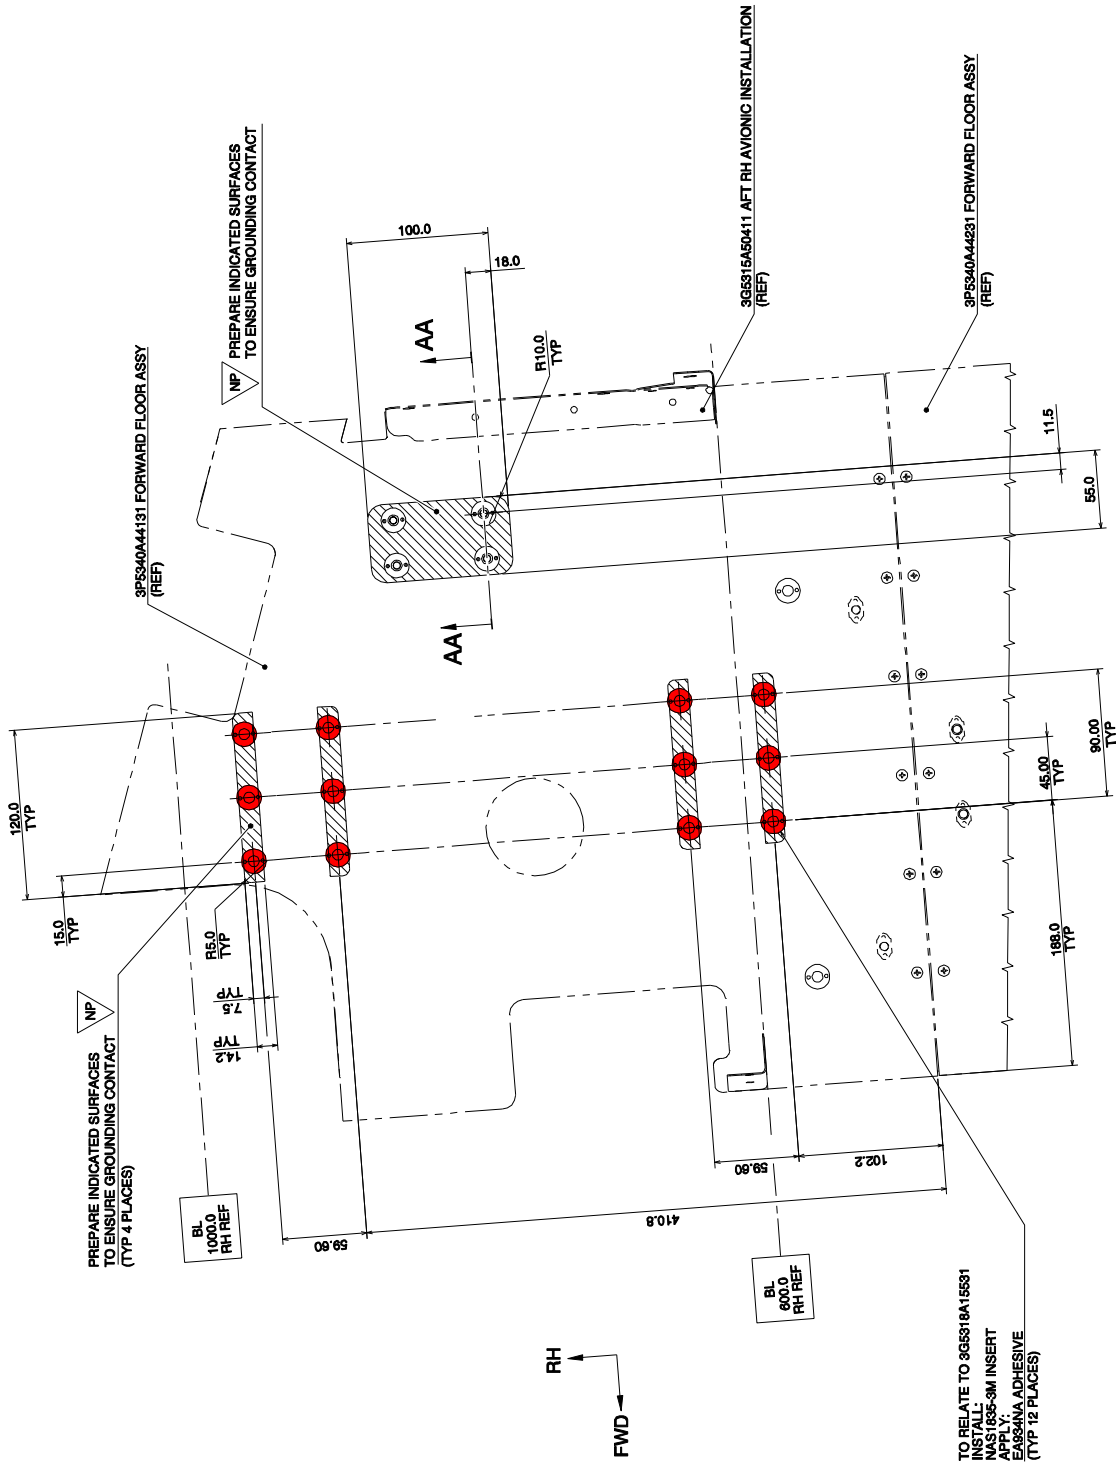 3P5340A44131 FORWARD FLOOR ASSY
(REF)
NP
PREPARE INDICATED SURFACES
TO ENSURE GROUNDING CONTACT
3G5315A50411 AFT RH AVIONIC INSTALLATION
(REF)
3P5340A44231 FORWARD FLOOR ASSY
(REF)
100.0
18.0
AA
AA
R10.0
TYP
11.5
55.0
120.0
TYP
15.0
TYP
R5.0
TYP
7.5
TYP
14.2
TYP
NP
PREPARE INDICATED SURFACES
TO ENSURE GROUNDING CONTACT
(TYP 4 PLACES)
90.00
TYP
45.00
TYP
188.0
TYP
BL
1000.0
RH REF
59.60
410.8
59.60
102.2
BL
600.0
RH REF
RH
FWD
TO RELATE TO 3G5318A15531
INSTALL:
NAS1835-3M INSERT
APPLY:
EA934NA ADHESIVE
(TYP 12 PLACES)